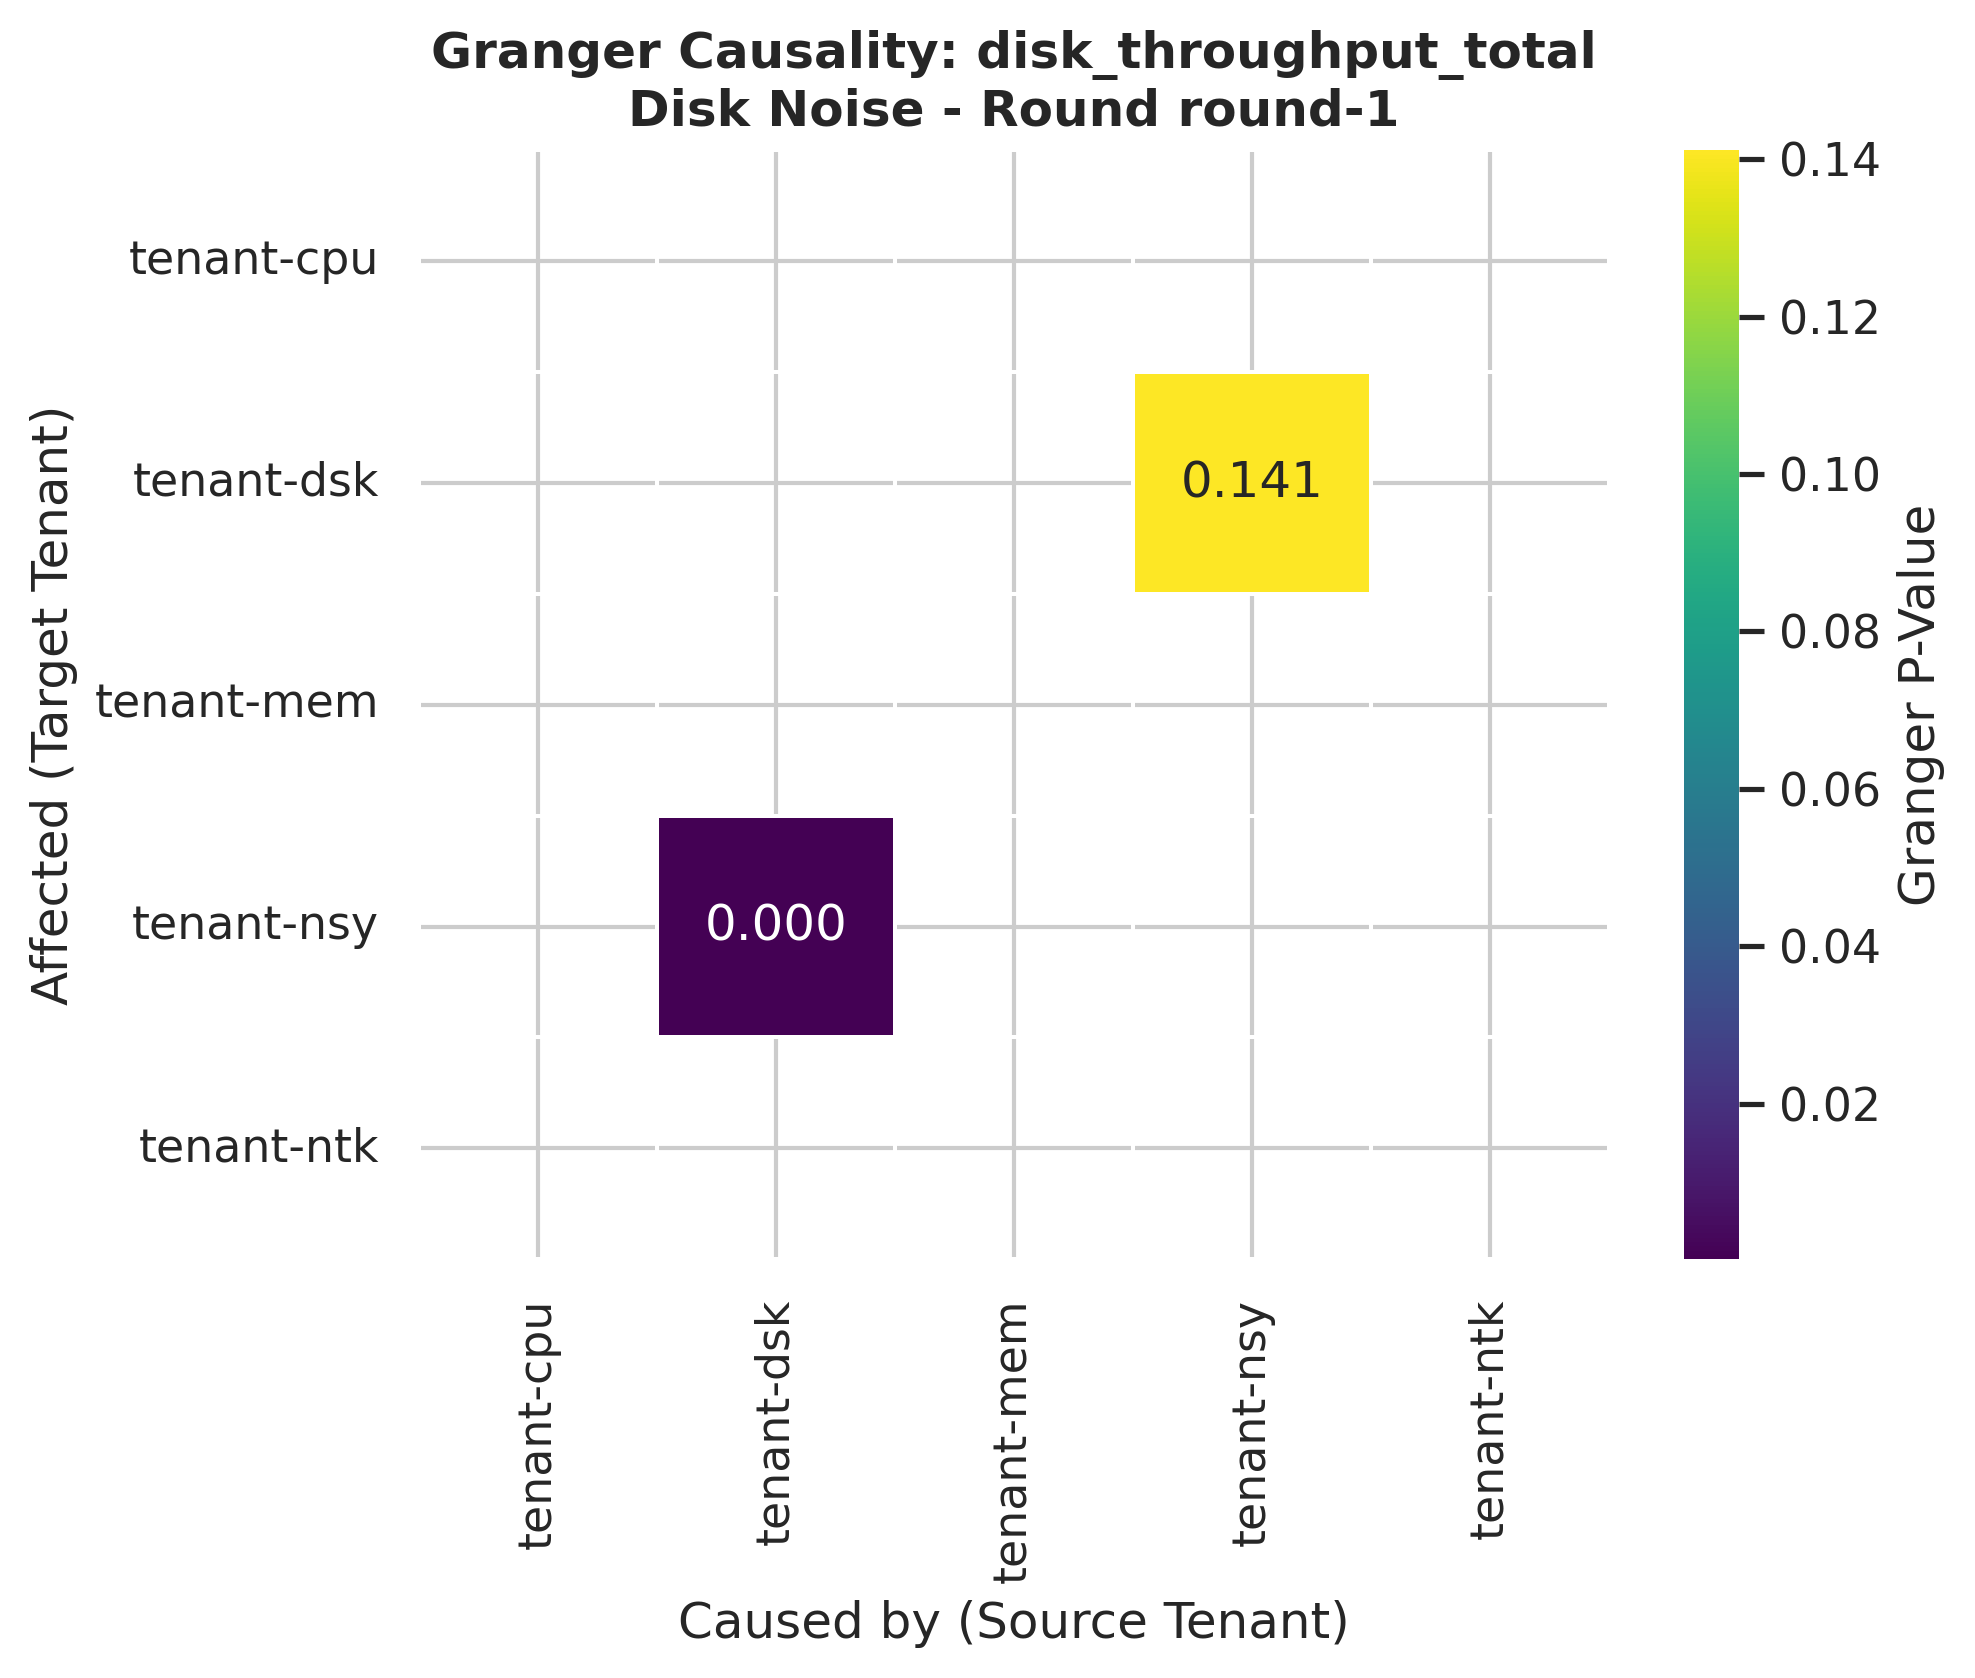 Granger Causality: disk_throughput_total
Disk Noise - Round round-1
Affected (Target Tenant)
tenant-cpu
tenant-dsk
tenant-mem
tenant-nsy
tenant-ntk
0.141
0.000
tenant-cpu
tenant-dsk
tenant-mem
tenant-nsy
tenant-ntk
Caused by (Source Tenant)
0.14
0.12
0.10
0.08
0.06
0.04
0.02
Granger P-Value